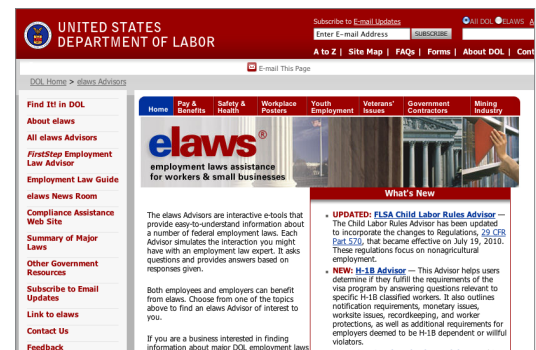 UNITED STATES
DEPARTMENT OF LABOR
Subscribe to E-mail Updates
All DOL ELAWS
Enter E-mail Address SUBSCRIBE
A to Z | Site Map | FAQs | Forms | About DOL |
E-mail This Page
DOL Home > elaws Advisors
Find It! in DOL
About elaws
All elaws Advisors
FirstStep Employment
Law Advisor
Employment Law Guide
elaws News Room
Compliance Assistance
Web Site
Summary of Major
Laws
Other Government
Resources
Subscribe to Email
Updates
Link to elaws
Contact Us
Feedback
Home
Pay &
Benefits
Safety &
Health
Workplace
Posters
Youth
Employment
Veterans'
Issues
Government
Contractors
Mining
Industry
elaws®
employment laws assistance
for workers & small businesses
The elaws Advisors are interactive e-tools that
provide easy-to-understand information about
a number of federal employment laws. Each
Advisor simulates the interaction you might
have with an employment law expert. It asks
questions and provides answers based on
responses given.
Both employees and employers can benefit
from elaws. Choose from one of the topics
above to find an elaws Advisor of interest to
you.
If you are a business interested in finding
information about major DOL employment laws
What's New
UPDATED: FLSA Child Labor Rules Advisor —
The Child Labor Rules Advisor has been updated
to incorporate the changes to Regulations, 29 CFR
Part 570, that became effective on July 19, 2010.
These regulations focus on nonagricultural
employment.
NEW: H-1B Advisor — This Advisor helps users
determine if they fulfill the requirements of the
visa program by answering questions relevant to
specific H-1B classified workers. It also outlines
notification requirements, monetary issues,
worksite issues, recordkeeping, and worker
protections, as well as additional requirements for
employers deemed to be H-1B dependent or willful
violators.